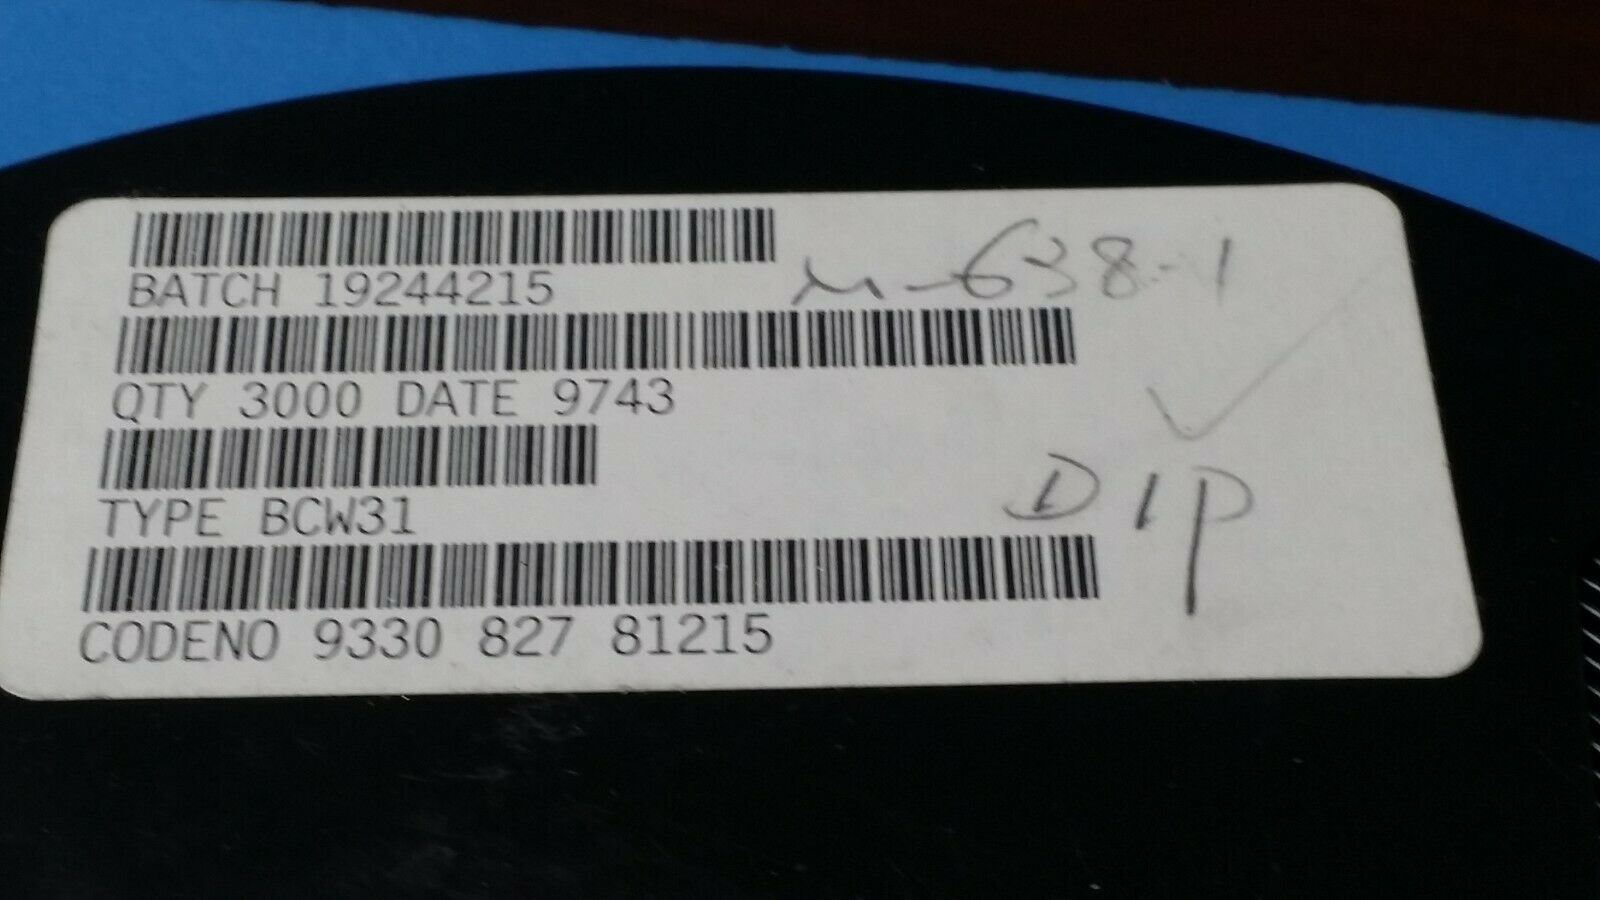 BATCH 19244215
M-638-1
QTY 3000 DATE 9743
TYPE BCW31
DIP
CODENO 9330 827 81215